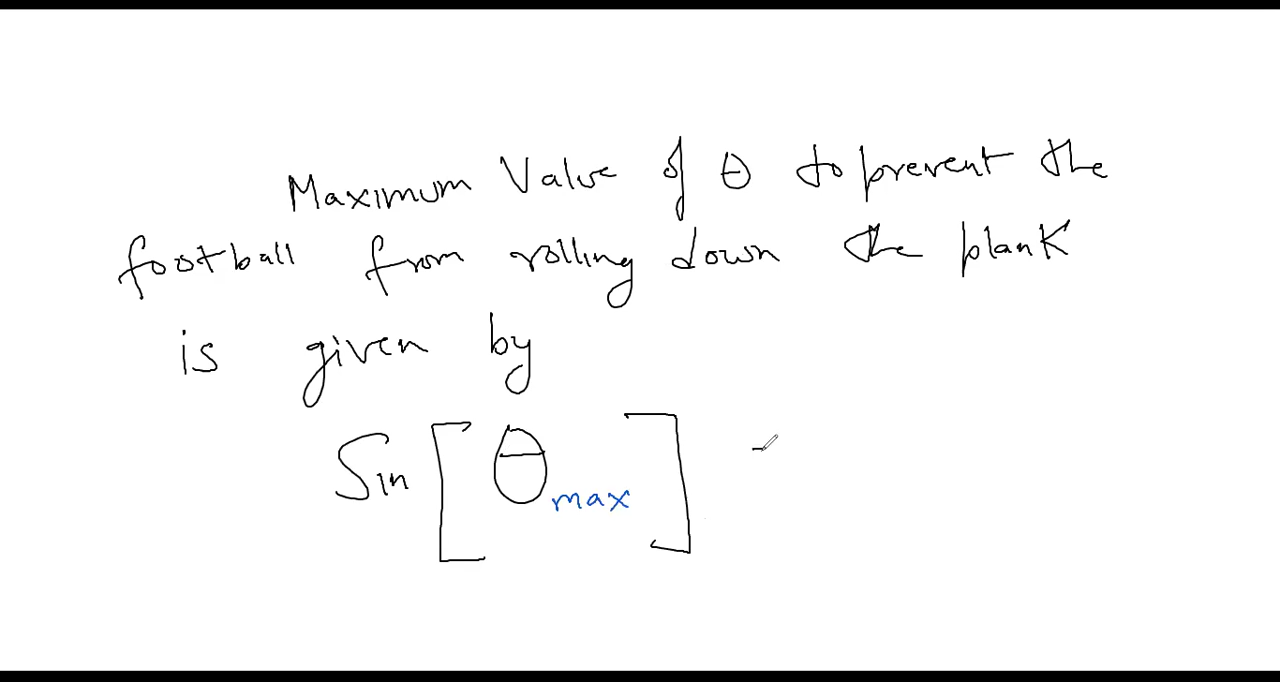 Maximum Value of θ to prevent the
football from rolling down the plank
is given by
Sin [θmax]